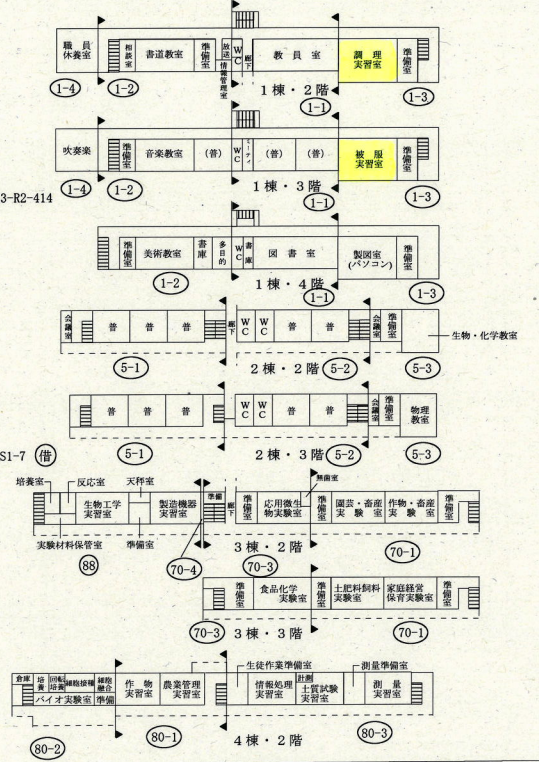 職員
休養室
相談室
書道教室
準備室
放送
情報管理室
WC
廊下
教員室
調理
実習室
準備室
1-4
1-2
1棟・2階
1-1
1-3
吹奏楽
準備室
音楽教室
(普)
WC
ミーティ
(普)
(普)
被服
実習室
準備室
1-4
1-2
1棟・3階
1-1
1-3
3-R2-414
準備室
美術教室
書庫
多目的
WC
書庫
図書室
製図室
(パソコン)
準備室
1-2
1棟・4階
1-1
1-3
会議室
普
普
普
廊下
WC
WC
普
普
会議室
準備室
生物・化学教室
5-1
2棟・2階
5-2
5-3
普
普
普
WC
WC
普
普
会議室
準備室
物理
教室
5-1
2棟・3階
5-2
5-3
S1-7
借
培養室
反応室
天秤室
無菌室
生物工学
実習室
製造機器
実習室
準備
廊下
準備室
応用微生
物実験室
準備室
園芸・畜産
実験
作物・畜産
実験室
準備室
実験材料保管室
準備室
88
70-4
3棟・2階
70-3
70-1
準備室
食品化学
実験室
準備室
土肥料飼料
実験室
家庭経営
保育実験室
準備室
70-3
3棟・3階
70-1
生徒作業準備室
測量準備室
倉庫
培養
回転培養
細胞接種
細胞融合
バイオ実験室
準備
作物
実習室
農業管理
実習室
情報処理
実習室
計測
土質試験
実習室
測量
実習室
80-2
80-1
4棟・2階
80-3